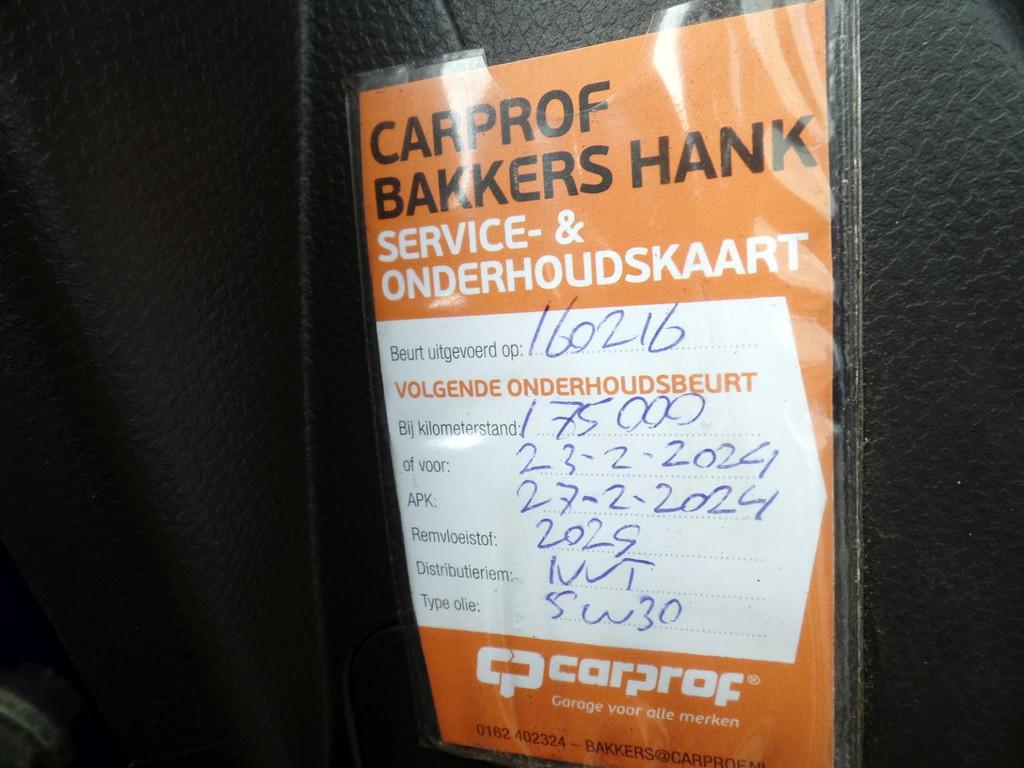 CARPROF
BAKKERS HANK
SERVICE- &
ONDERHOUDSKAART
Beurt uitgevoerd op: 160216
VOLGENDE ONDERHOUDSBEURT
Bij kilometerstand: 175000
of voor: 23-2-2024
APK: 27-2-2024
Remvloeistof: 2025
Distributieriem: NVT
Type olie: 5W30
carprof®
Garage voor alle merken
0162 402324 – BAKKERS@CARPROF.NL